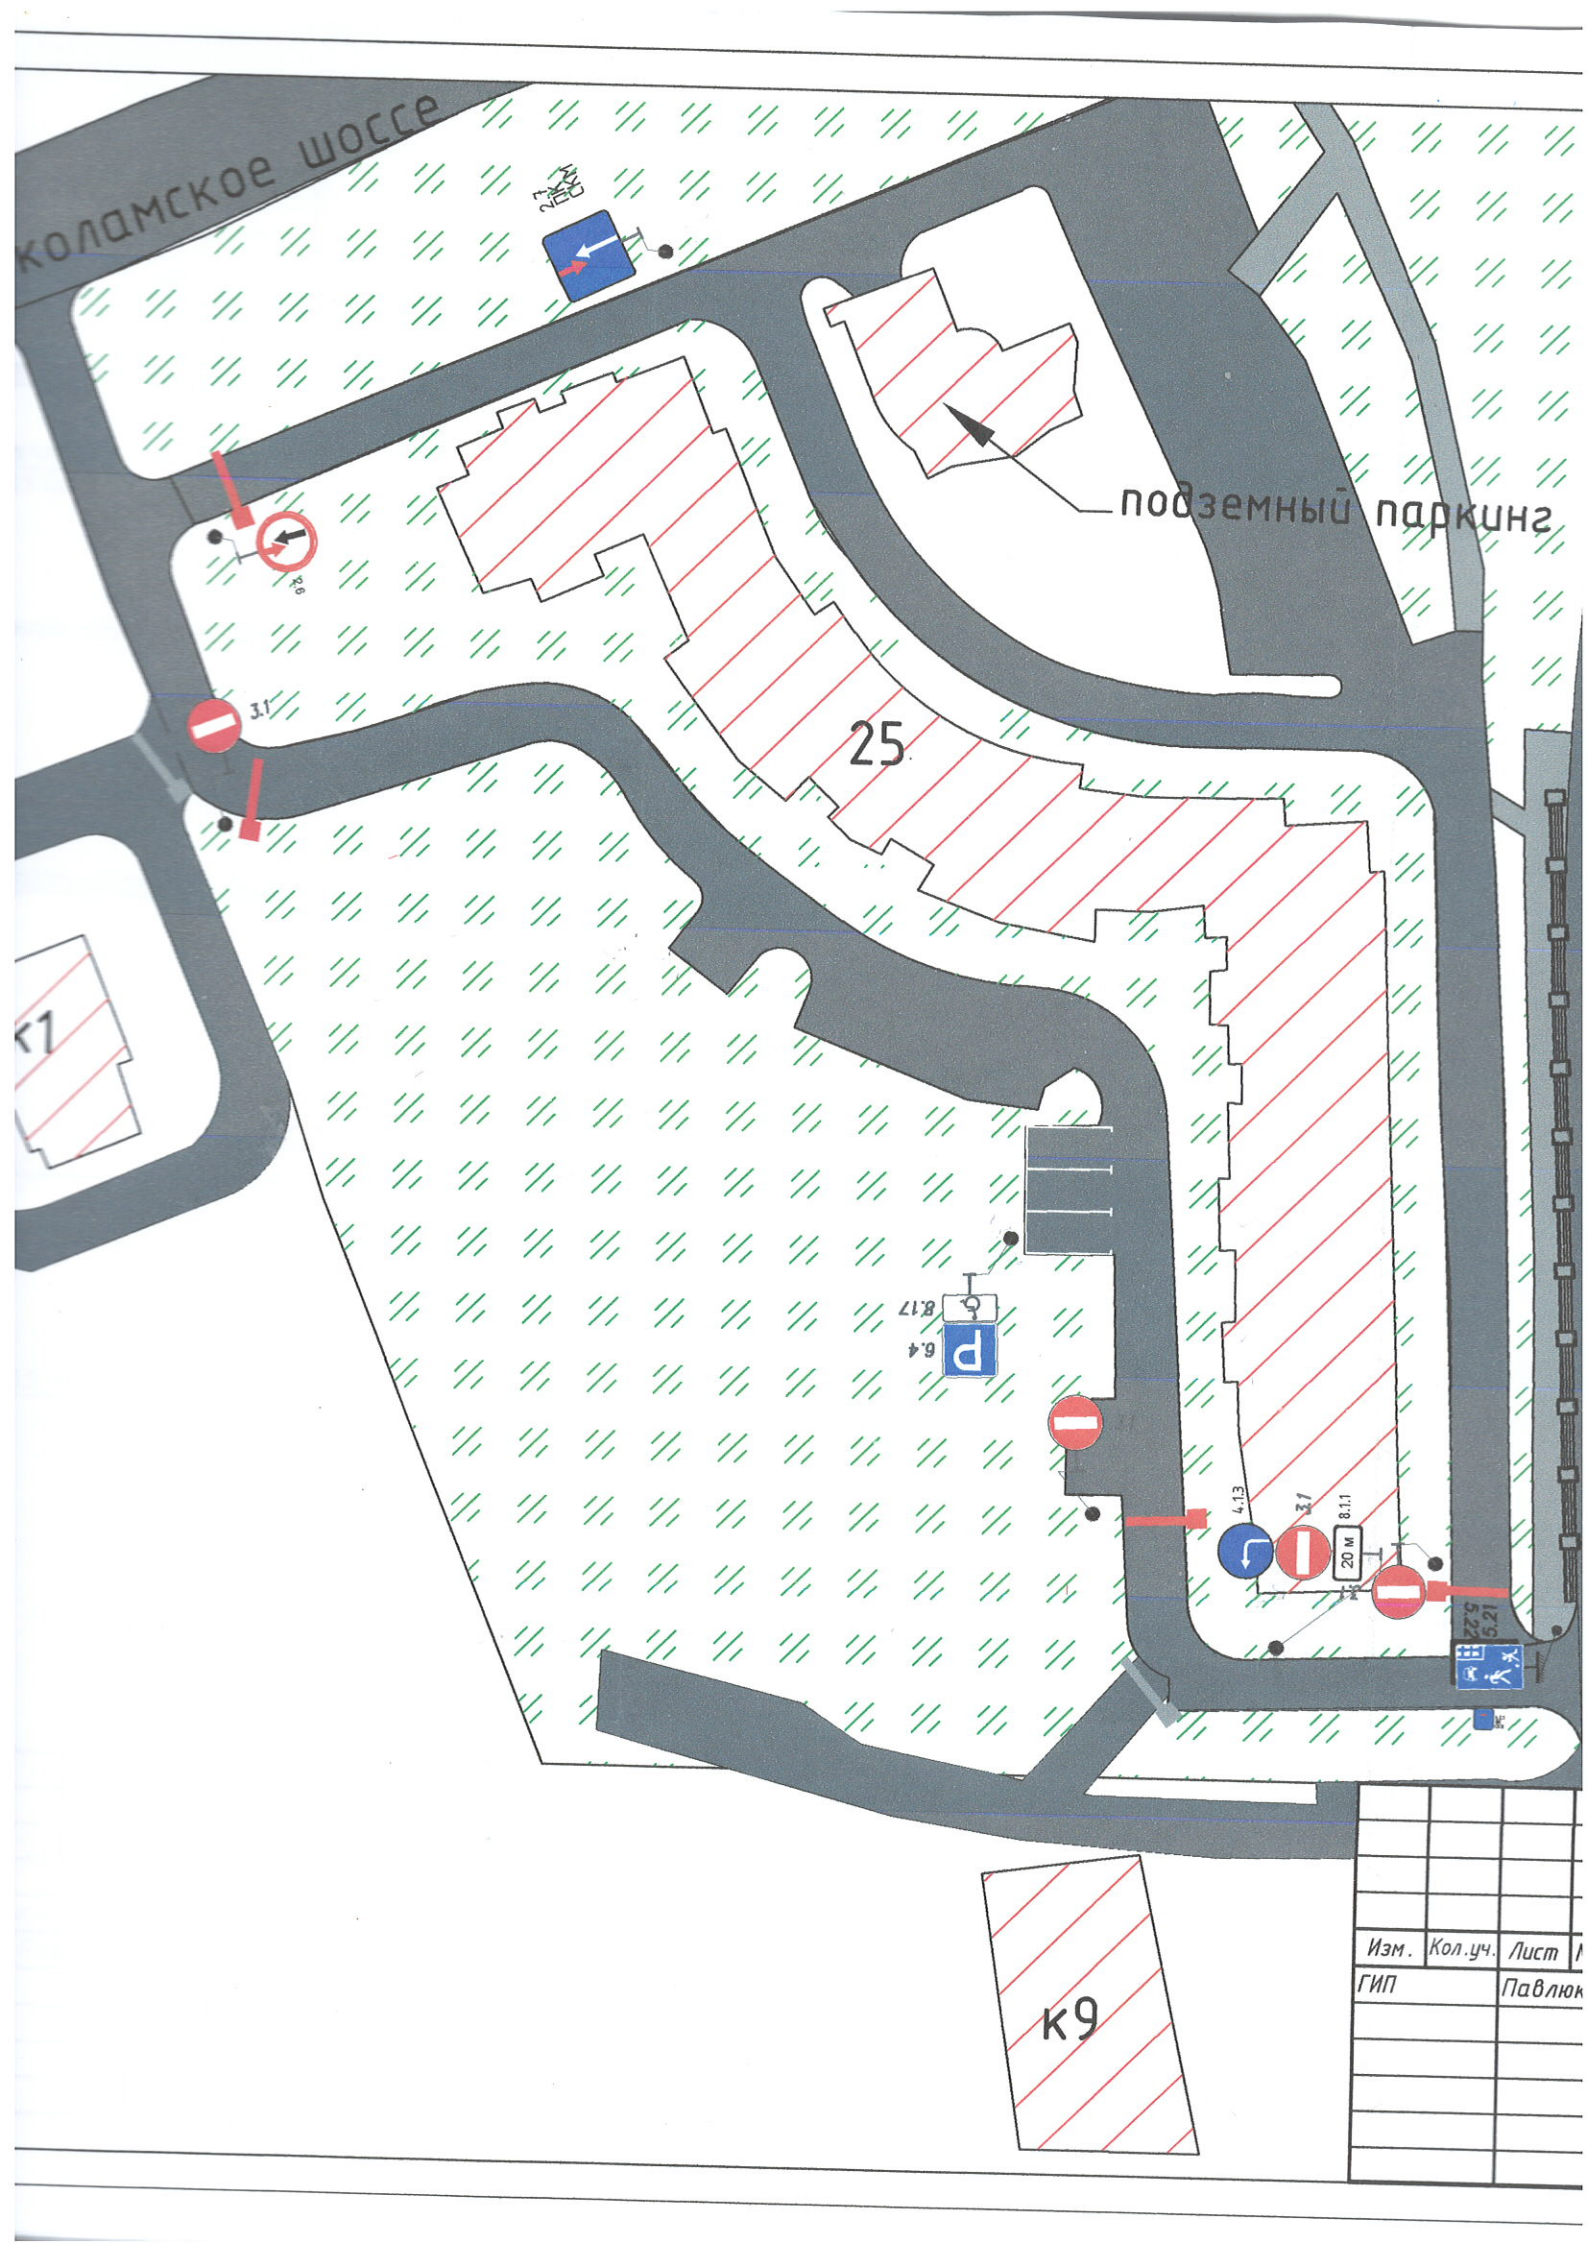 коламское шоссе
2.7
2.6
подземный паркинг
3.1
25
к1
8.17
6.4
P
4.1.3
3.1
8.1.1
20 м
5.21
5.22
Изм.
Кол.уч.
Лист
ГИП
Павлюк
к9